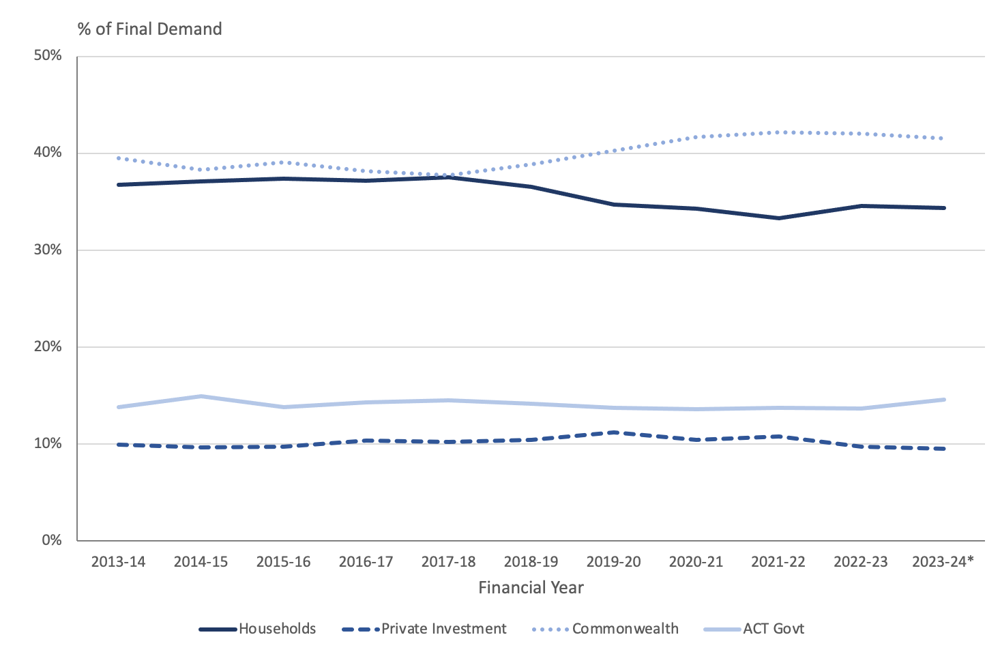 % of Final Demand
50%
40%
30%
20%
10%
0%
2013-14 2014-15 2015-16 2016-17 2017-18 2018-19 2019-20 2020-21 2021-22 2022-23 2023-24*
Financial Year
Households Private Investment Commonwealth ACT Govt